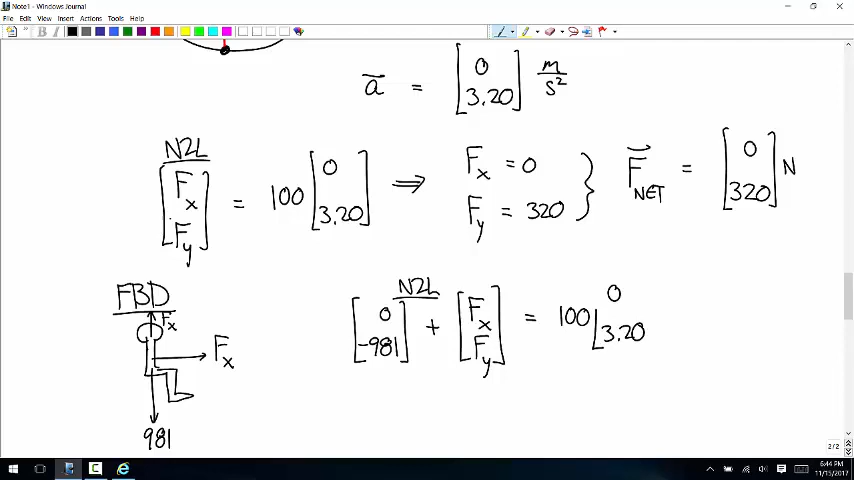 Note1 - Windows Journal
File Edit View Insert Actions Tools Help
B I
a = [0 3.20] m/s²
N2L
[Fx Fy] = 100 [0 3.20] ⇒ Fx = 0 Fy = 320 } F NET = [0 320] N
FBD
Fx
Fx
981
N2L
[0 -981] + [Fx Fy] = 100 [0 3.20
2/2
6:44 PM
11/15/2017